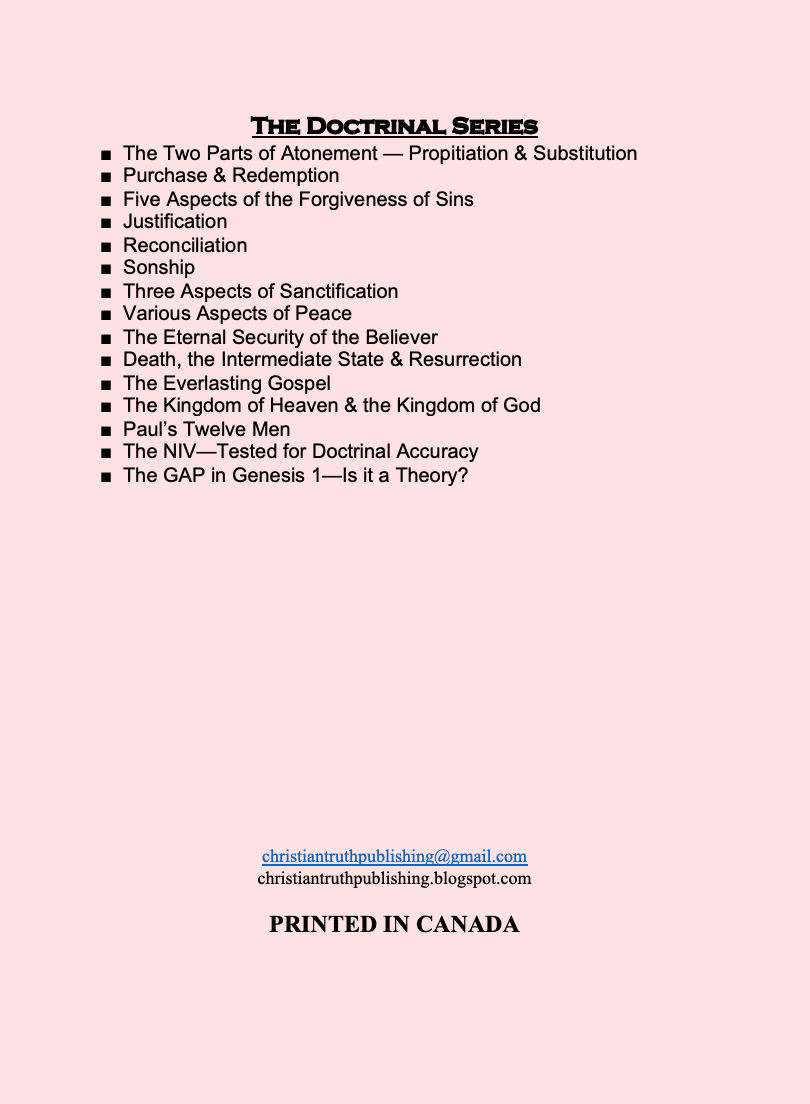 The Doctrinal Series
■ The Two Parts of Atonement — Propitiation & Substitution
■ Purchase & Redemption
■ Five Aspects of the Forgiveness of Sins
■ Justification
■ Reconciliation
■ Sonship
■ Three Aspects of Sanctification
■ Various Aspects of Peace
■ The Eternal Security of the Believer
■ Death, the Intermediate State & Resurrection
■ The Everlasting Gospel
■ The Kingdom of Heaven & the Kingdom of God
■ Paul’s Twelve Men
■ The NIV—Tested for Doctrinal Accuracy
■ The GAP in Genesis 1—Is it a Theory?
christiantruthpublishing@gmail.com
christiantruthpublishing.blogspot.com
PRINTED IN CANADA